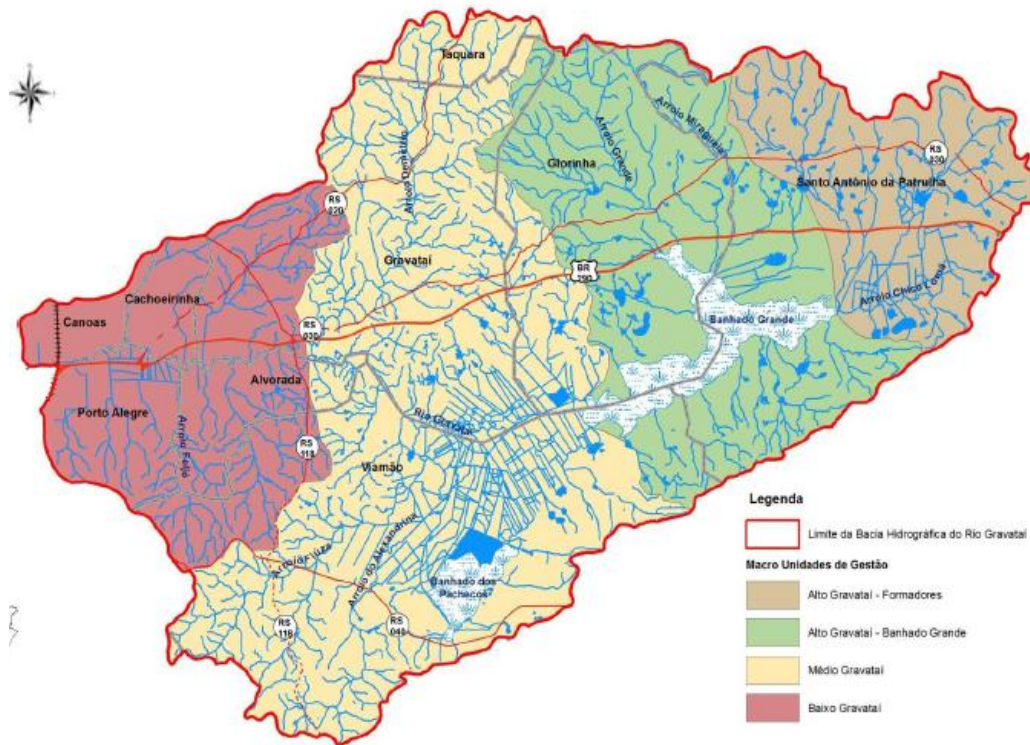 Taquara
Arroio Demétrio
Arroio Grande
Arroio Miraguaia
Glorinha
RS
030
Santo Antônio da Patrulha
RS
020
Gravataí
BR
290
Cachoeirinha
Canoas
RS
030
Banhado Grande
Arroio Chico Lomã
Alvorada
Porto Alegre
Arroio Feijó
RS
118
Rio Gravataí
Viamão
Arroio do Alexandrina
Banhado dos
Pachecos
RS
118
RS
040
Legenda
Limite da Bacia Hidrográfica do Rio Gravataí
Macro Unidades de Gestão
Alto Gravataí - Formadores
Alto Gravataí - Banhado Grande
Médio Gravataí
Baixo Gravataí